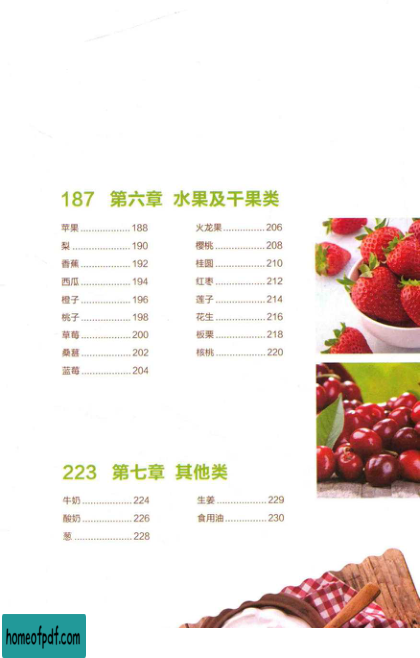 187 第六章 水果及干果类
苹果..................188
梨.....................190
香蕉..................192
西瓜..................194
橙子..................196
桃子..................198
草莓..................200
桑葚..................202
蓝莓..................204
火龙果...............206
樱桃..................208
桂圆..................210
红枣..................212
莲子..................214
花生..................216
板栗..................218
核桃..................220
223 第七章 其他类
牛奶..................224
酸奶..................226
葱.....................228
生姜..................229
食用油...............230
homeofpdf.com